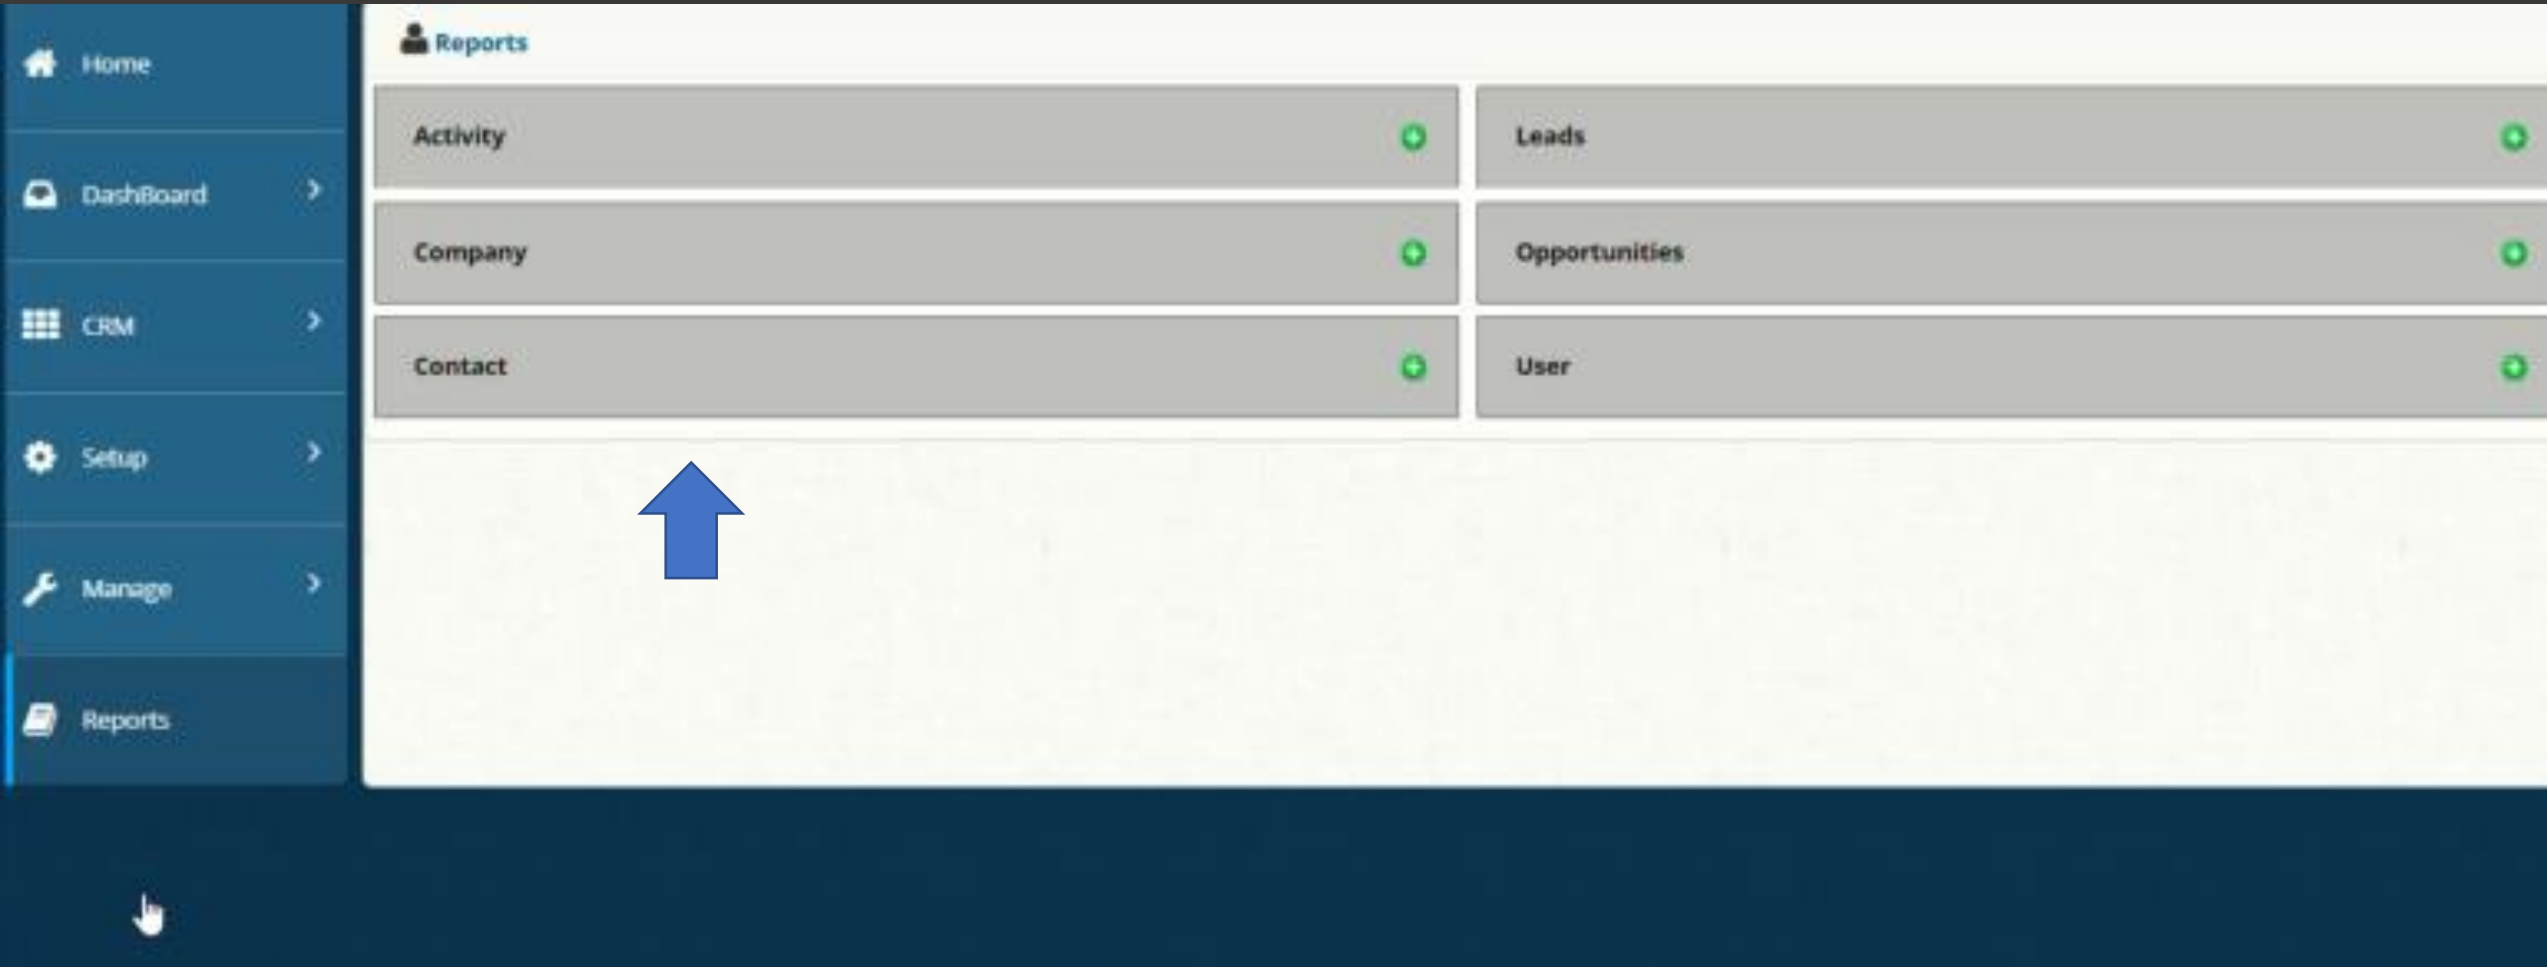 Home
DashBoard
CRM
Setup
Manage
Reports
Reports
Activity
Leads
Company
Opportunities
Contact
User